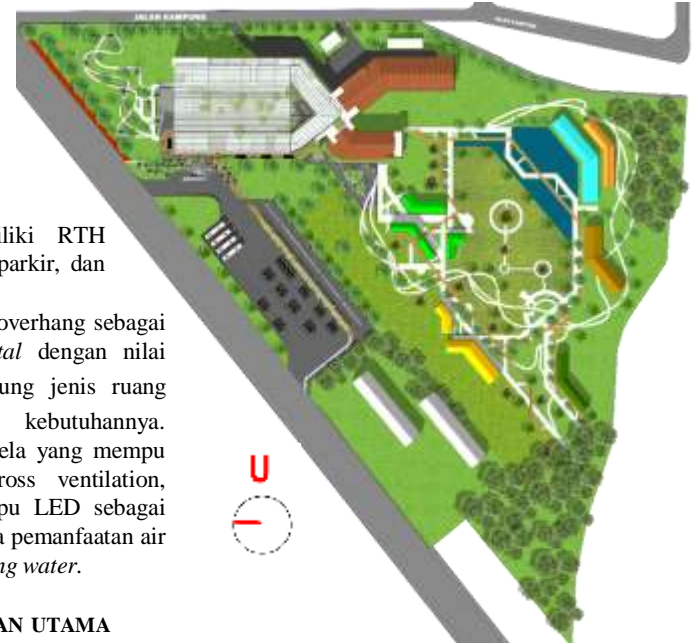 JALAN KAMPUNG
iliki RTH
parkir, dan
overhang sebagai
tal dengan nilai
ung jenis ruang
kebutuhannya.
ela yang mempu
ross ventilation,
pu LED sebagai
a pemanfaatan air
ng water.
U
AN UTAMA